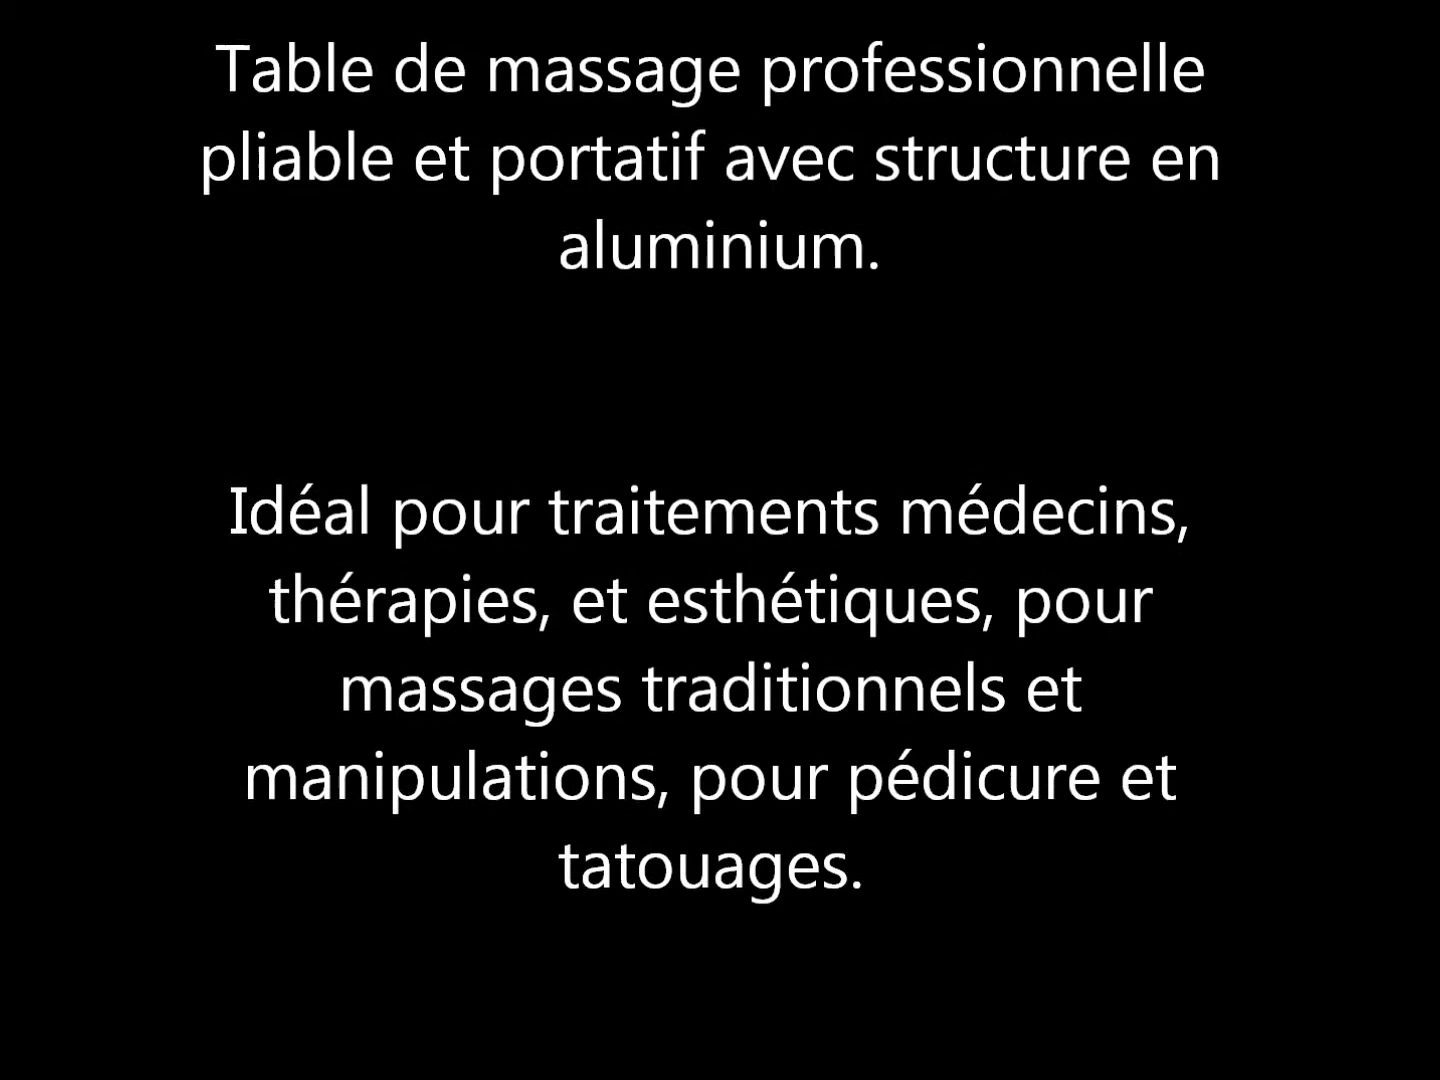 Table de massage professionnelle
pliable et portatif avec structure en
aluminium.
Idéal pour traitements médecins,
thérapies, et esthétiques, pour
massages traditionnels et
manipulations, pour pédicure et
tatouages.